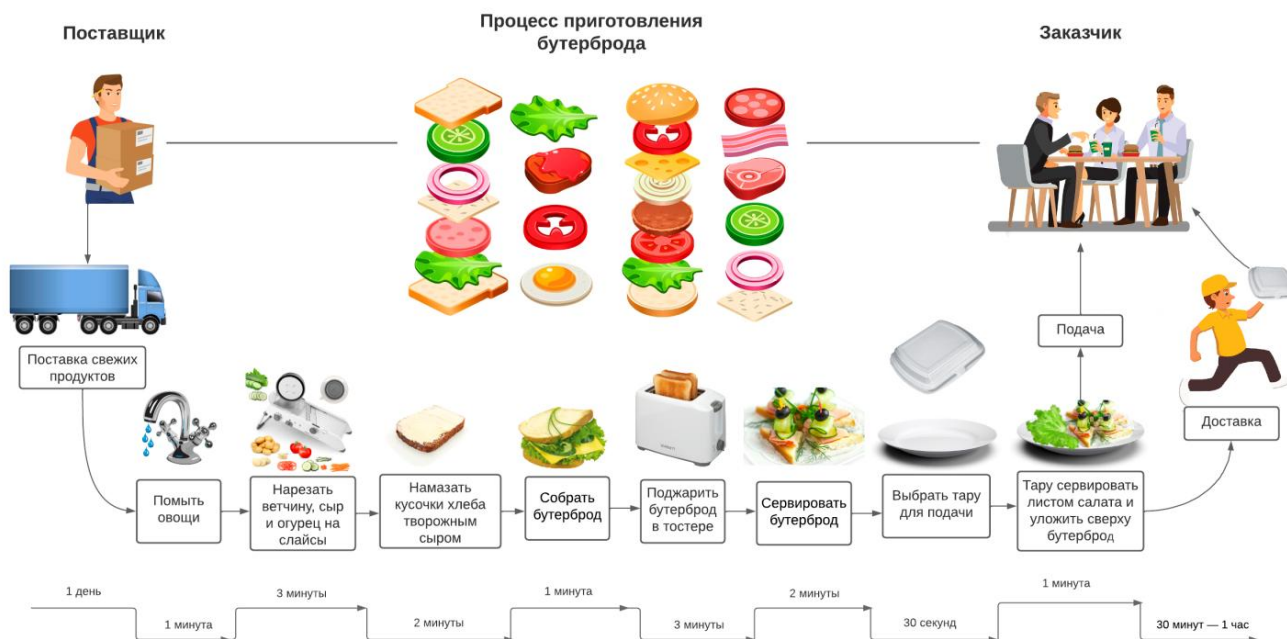 Поставщик
Процесс приготовления
бутерброда
Заказчик
Поставка свежих
продуктов
Подача
Доставка
Помыть
овощи
Нарезать
ветчину, сыр
и огурец на
слайсы
Намазать
кусочки хлеба
творожным
сыром
Собрать
бутерброд
Поджарить
бутерброд
в тостере
Сервировать
бутерброд
Выбрать тару
для подачи
Тару сервировать
листом салата и
уложить сверху
бутерброд
1 день
1 минута
3 минуты
2 минуты
1 минута
3 минуты
2 минуты
30 секунд
1 минута
30 минут — 1 час